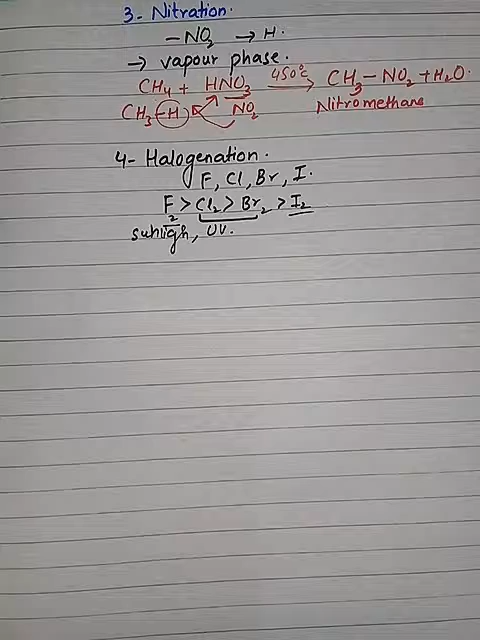 3- Nitration.
-NO₂ → H.
→ vapour phase.
CH₄ + HNO₃ 450°C → CH₃-NO₂ + H₂O.
CH₃-H NO₂ Nitromethane
4- Halogenation.
F, Cl, Br, I.
F₂ > Cl₂ > Br₂ > I₂
sunligh, UV.